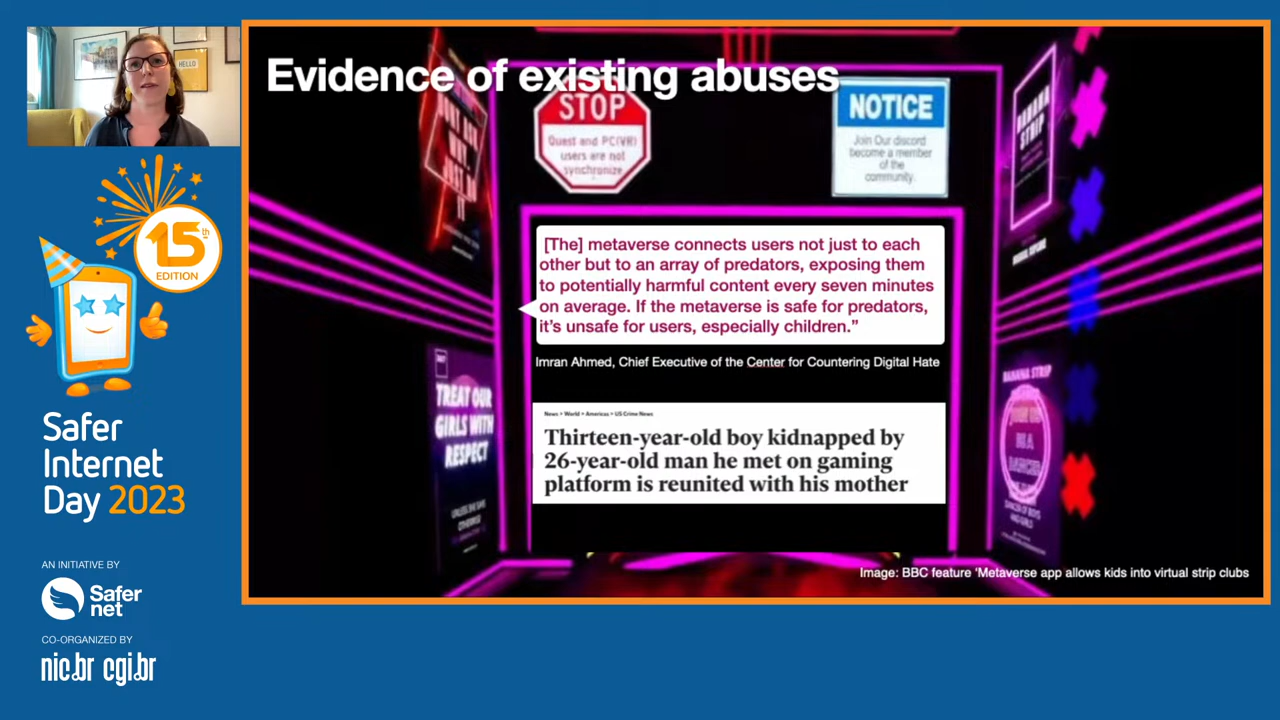 HELLO
15th
EDITION
Safer
Internet
Day 2023
AN INITIATIVE BY
Safer
net
CO-ORGANIZED BY
nic.br cgi.br
Evidence of existing abuses
STOP
Quest and PC(VR)
users are not
synchronize
NOTICE
Join Our discord
become a member
of the
community.
BANANA
STRIP
[The] metaverse connects users not just to each
other but to an array of predators, exposing them
to potentially harmful content every seven minutes
on average. If the metaverse is safe for predators,
it's unsafe for users, especially children.”
Imran Ahmed, Chief Executive of the Center for Countering Digital Hate
News > World > Americas > US Crime News
Thirteen-year-old boy kidnapped by
26-year-old man he met on gaming
platform is reunited with his mother
TREAT OUR
GIRLS WITH
RESPECT
BANANA STRIP
Image: BBC feature ‘Metaverse app allows kids into virtual strip clubs